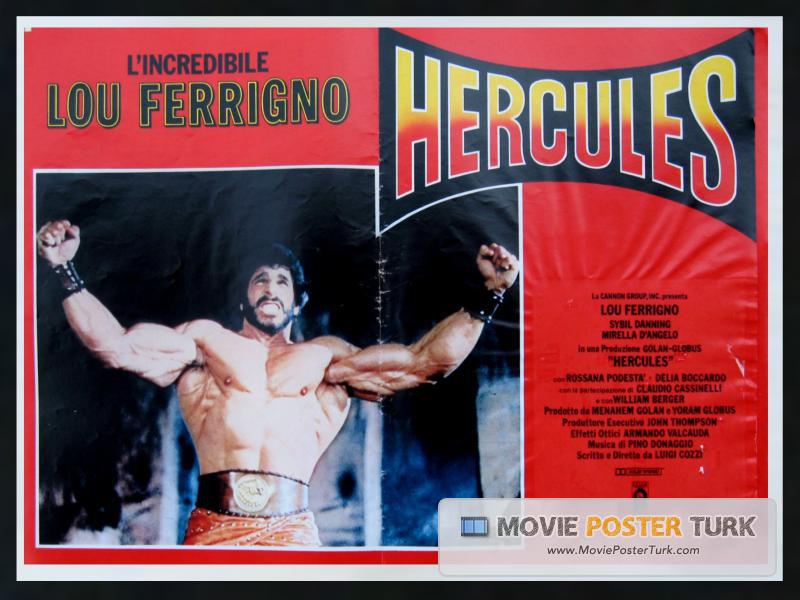 L'INCREDIBILE
LOU FERRIGNO
HERCULES
La CANNON GROUP, INC. presenta
LOU FERRIGNO
SYBIL DANNING
MIRELLA D'ANGELO
in una Produzione GOLAN-GLOBUS
"HERCULES"
con ROSSANA PODESTA' - DELIA BOCCARDO
con la partecipazione di CLAUDIO CASSINELLI
e con WILLIAM BERGER
Prodotto da MENAHEM GOLAN e YORAM GLOBUS
Produttore Esecutivo JOHN THOMPSON
Effetti Ottici ARMANDO VALCAUDA
Musica di PINO DONAGGIO
Scritto e Diretto da LUIGI COZZI
MOVIE POSTER TURK
www.MoviePosterTurk.com